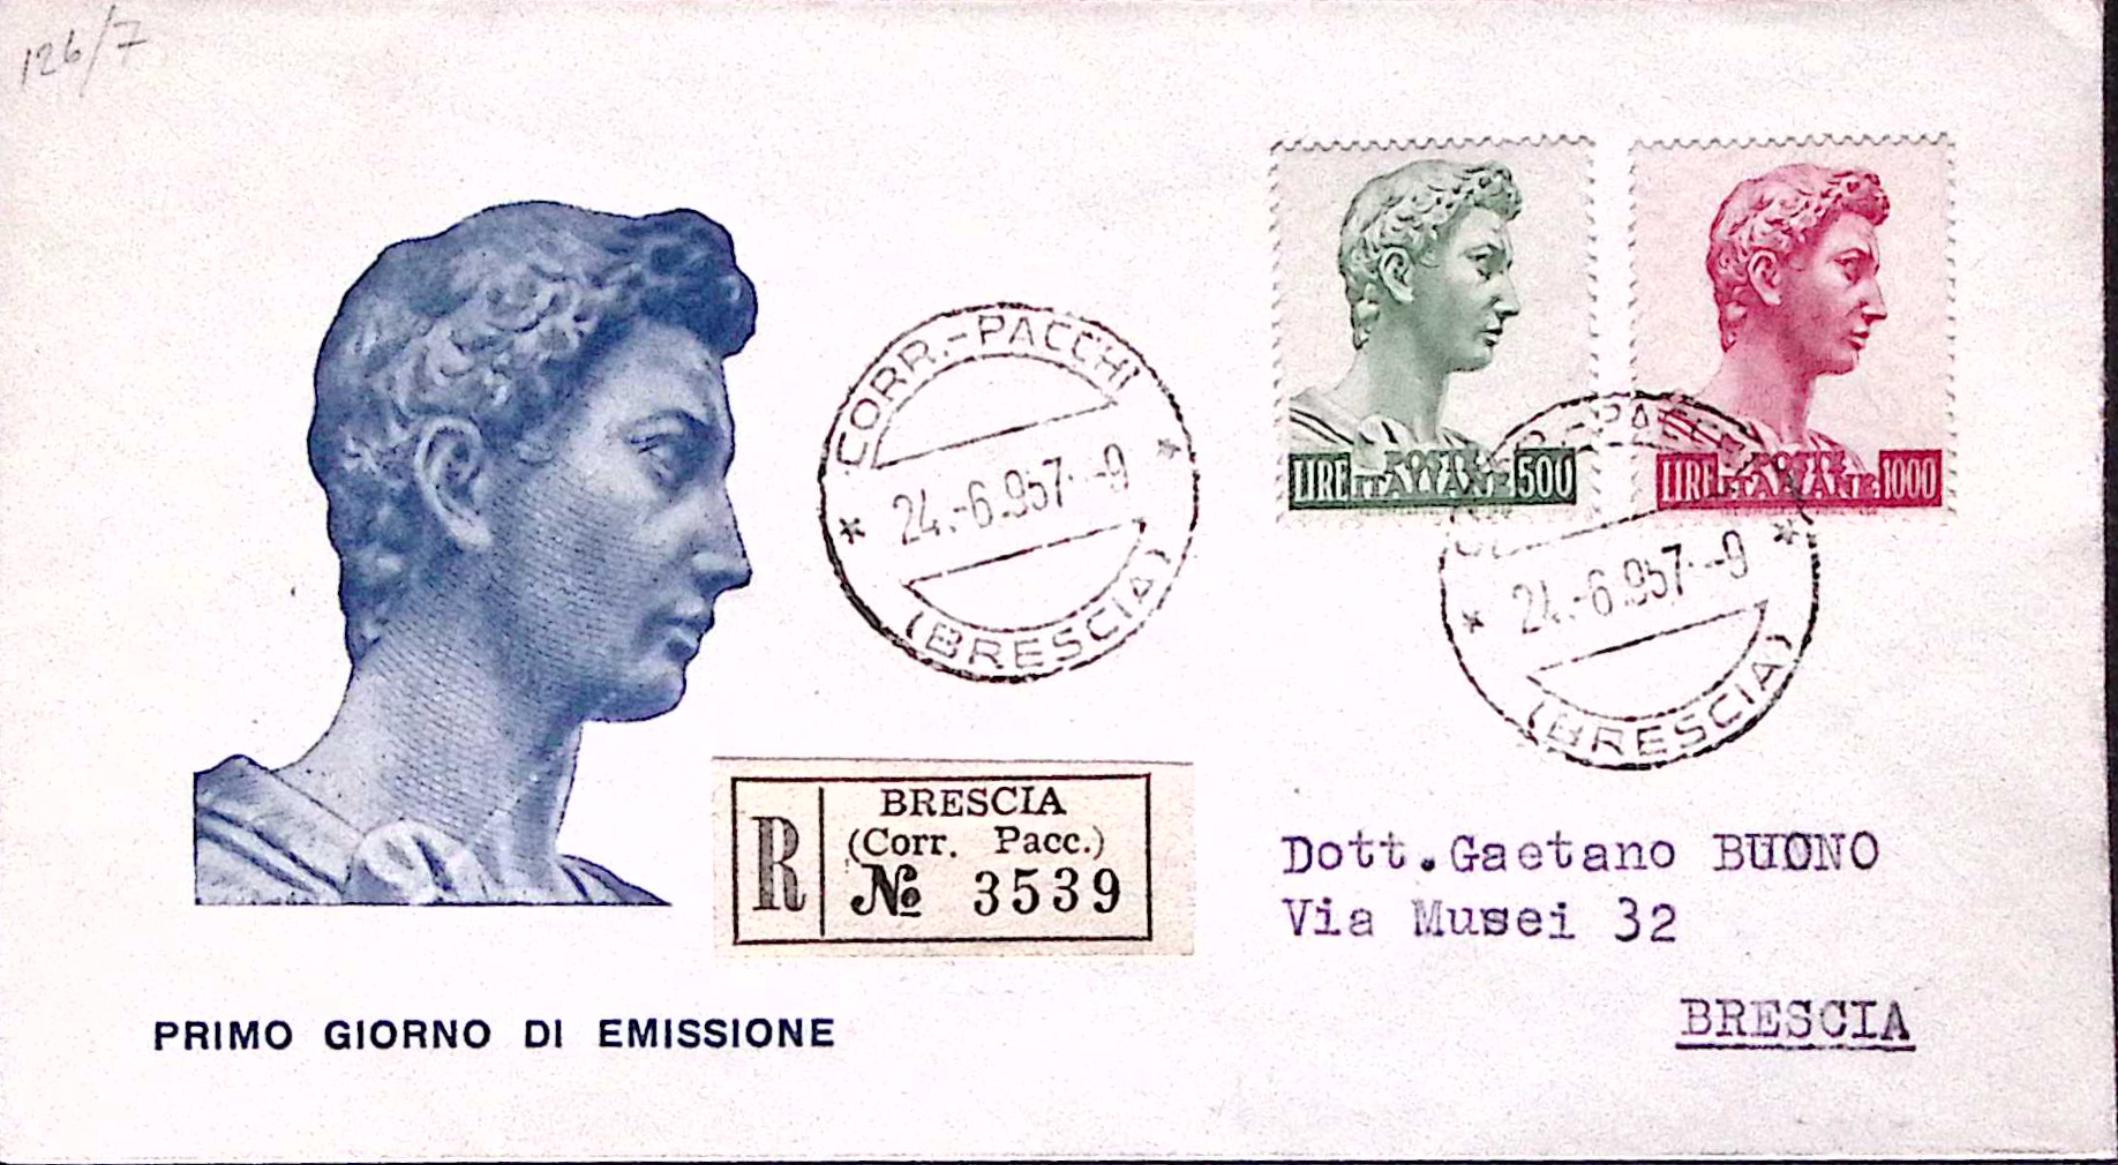 126/7
CORR.-PACCHI
24.-6.957.--9
(BRESCIA)
LIRE 500
LIRE 1000
24.-6.957.--9
(BRESCIA)
R
BRESCIA
(Corr. Pacc.)
№ 3539
Dott.Gaetano BUONO
Via Musei 32
BRESCIA
PRIMO GIORNO DI EMISSIONE